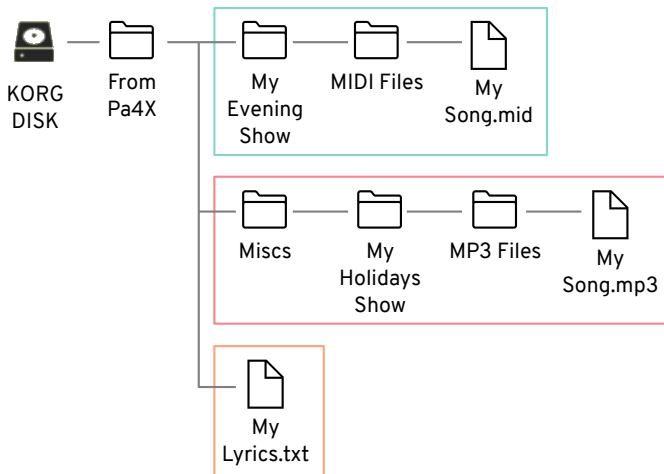 KORG
DISK
From
Pa4X
My
Evening
Show
MIDI Files
My
Song.mid
Miscs
My
Holidays
Show
MP3 Files
My
Song.mp3
My
Lyrics.txt